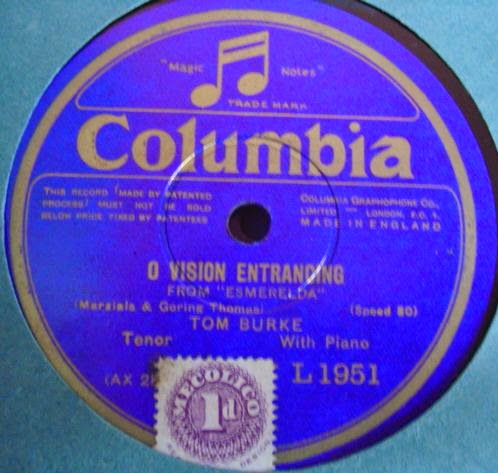 "Magic Notes"
TRADE MARK
Columbia
THIS RECORD (MADE BY PATENTED
PROCESS) MUST NOT BE SOLD
BELOW PRICE FIXED BY PATENTEES
COLUMBIA GRAPHOPHONE CO.,
LIMITED — LONDON, E.C. 1.
MADE IN ENGLAND
O VISION ENTRANCING
FROM "ESMERELDA"
(Marzials & Goring Thomas) (Speed 80)
TOM BURKE
Tenor With Piano
(AX L 1951
MECOLICO
1d